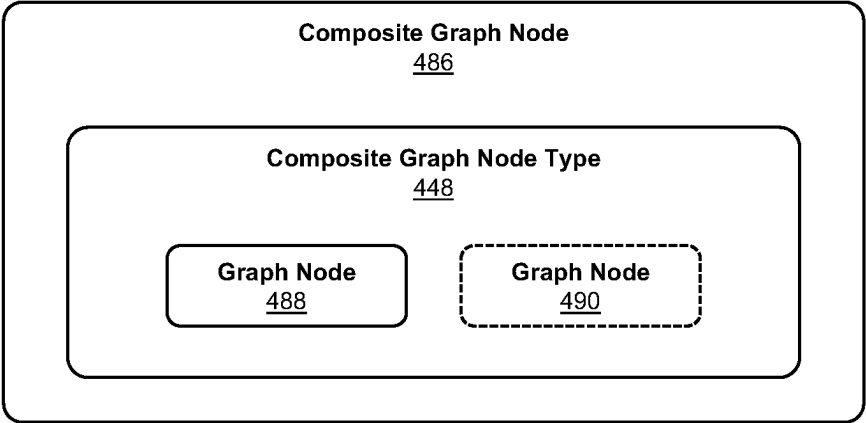 Composite Graph Node
486
Composite Graph Node Type
448
Graph Node
488
Graph Node
490